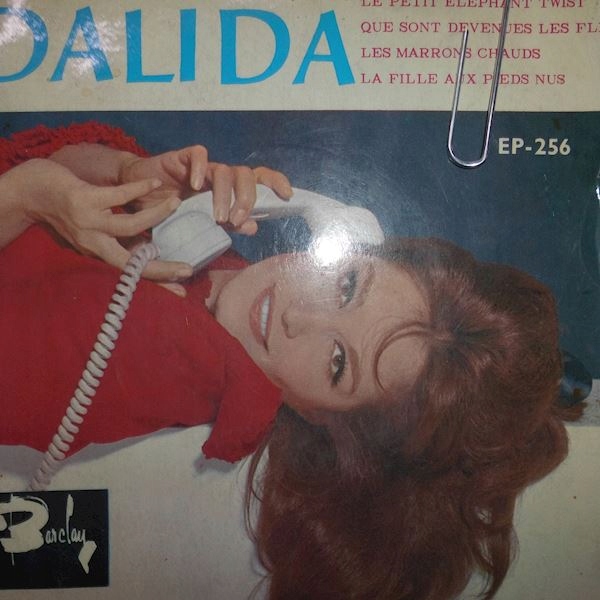 DALIDA
LE PETIT ELEPHANT TWIST
QUE SONT DEVENUES LES
LES MARRONS CHAUDS
LA FILLE AUX PIEDS NUS
EP-256
Barclay